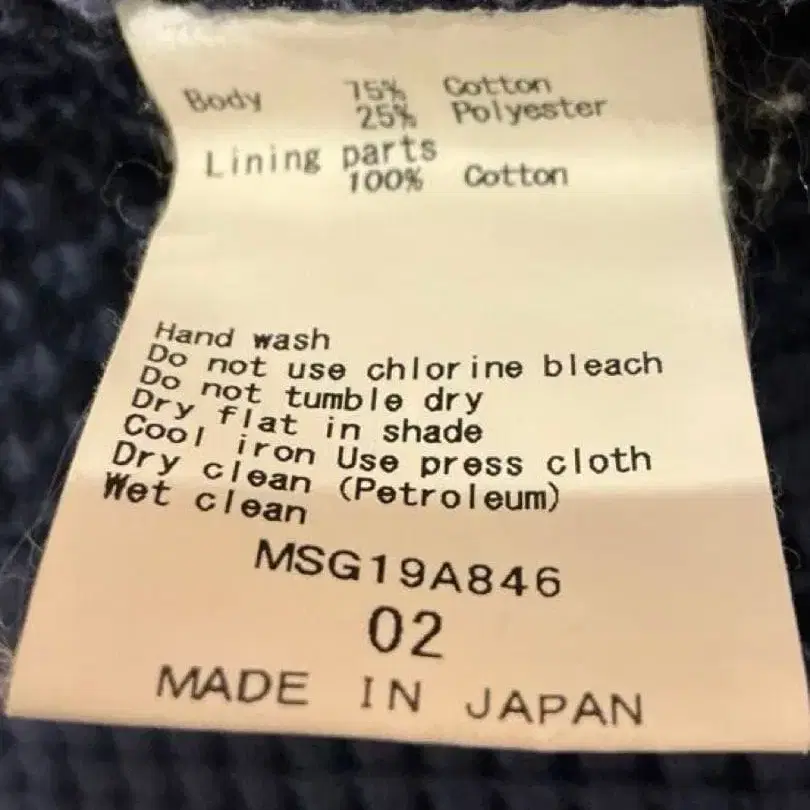 Body 75% Cotton
25% Polyester
Lining parts
100% Cotton
Hand wash
Do not use chlorine bleach
Do not tumble dry
Dry flat in shade
Cool iron Use press cloth
Dry clean (Petroleum)
Wet clean
MSG19A846
02
MADE IN JAPAN